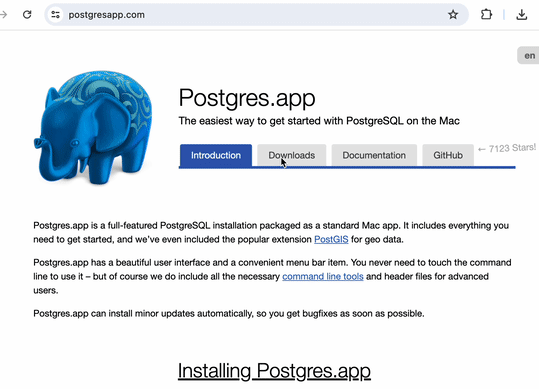 postgresapp.com
en
Postgres.app
The easiest way to get started with PostgreSQL on the Mac
Introduction Downloads Documentation GitHub ← 7123 Stars!
Postgres.app is a full-featured PostgreSQL installation packaged as a standard Mac app. It includes everything you
need to get started, and we’ve even included the popular extension PostGIS for geo data.
Postgres.app has a beautiful user interface and a convenient menu bar item. You never need to touch the command
line to use it – but of course we do include all the necessary command line tools and header files for advanced
users.
Postgres.app can install minor updates automatically, so you get bugfixes as soon as possible.
Installing Postgres.app